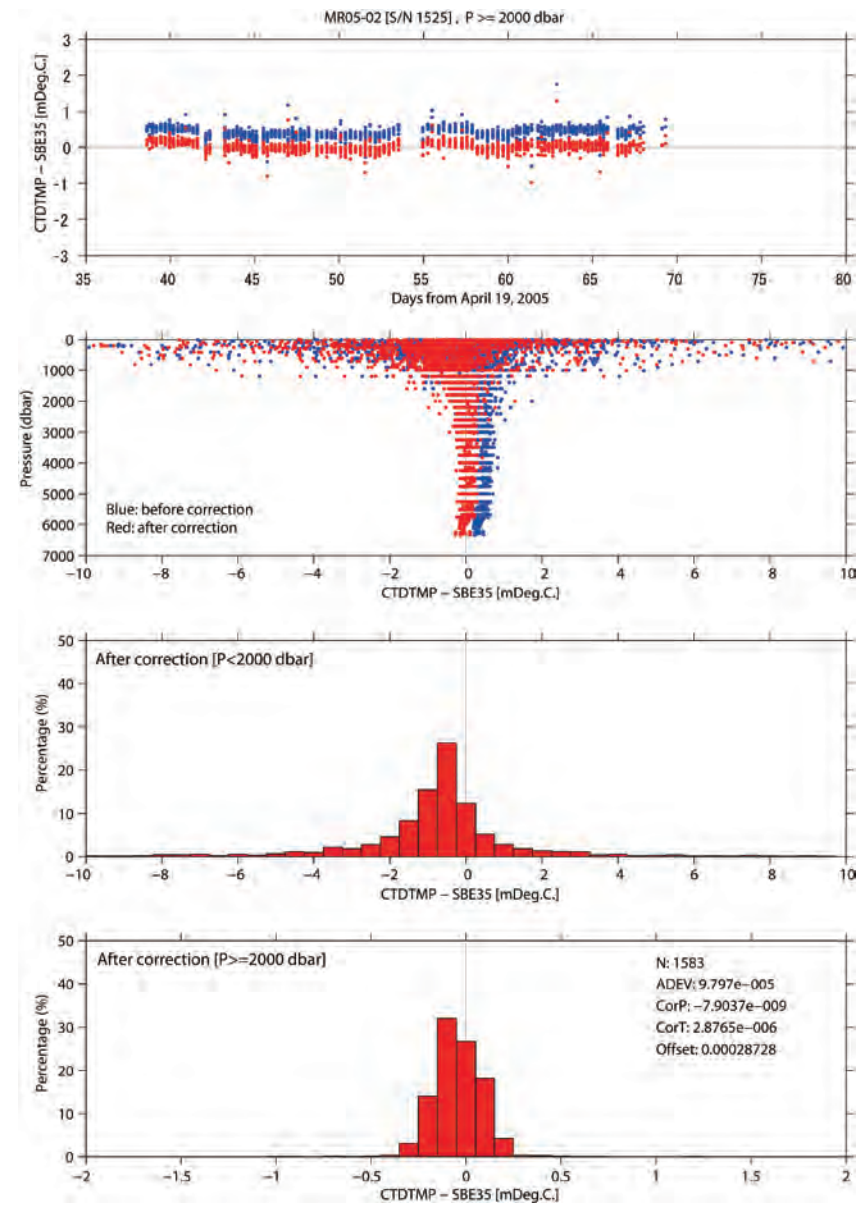 MR05-02 [S/N 1525] , P >= 2000 dbar
CTDTMP – SBE35 [mDeg.C.]
3
2
1
0
−1
−2
−3
35 40 45 50 55 60 65 70 75 80
Days from April 19, 2005
Pressure (dbar)
0
1000
2000
3000
4000
5000
6000
7000
Blue: before correction
Red: after correction
−10 −8 −6 −4 −2 0 2 4 6 8 10
CTDTMP – SBE35 [mDeg.C.]
After correction [P<2000 dbar]
Percentage (%)
50
40
30
20
10
0
−10 −8 −6 −4 −2 0 2 4 6 8 10
CTDTMP – SBE35 [mDeg.C.]
After correction [P>=2000 dbar]
N: 1583
ADEV: 9.797e−005
CorP: −7.9037e−009
CorT: 2.8765e−006
Offset: 0.00028728
Percentage (%)
50
40
30
20
10
0
−2 −1.5 −1 −0.5 0 0.5 1 1.5 2
CTDTMP – SBE35 [mDeg.C.]